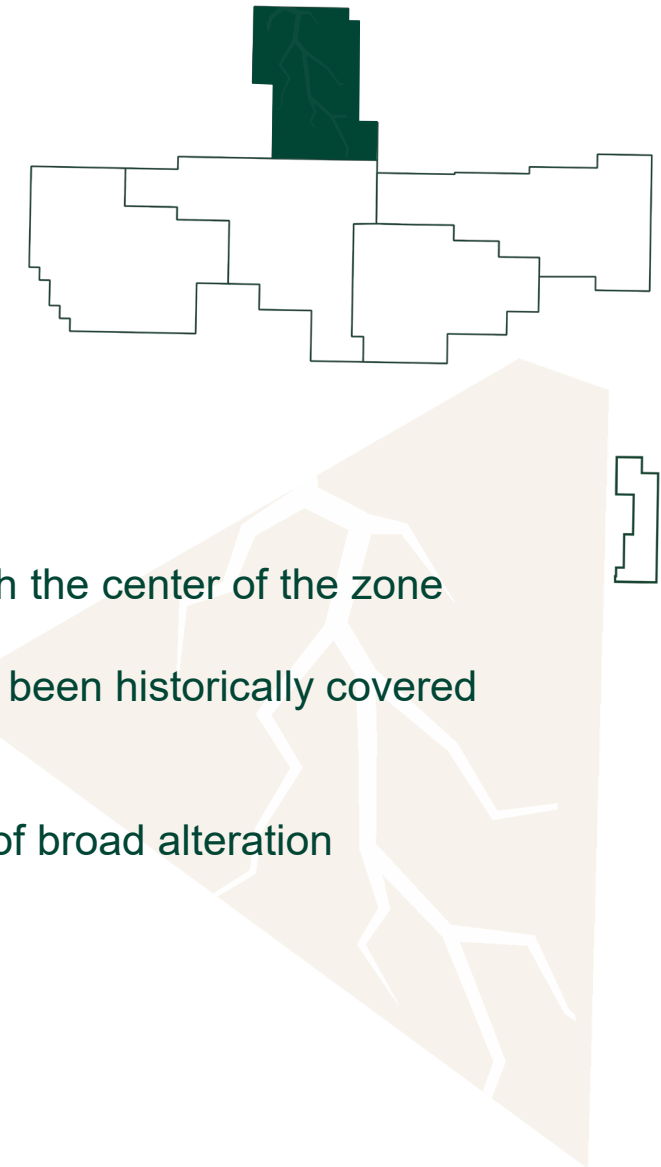 the center of the zone
been historically covered
of broad alteration